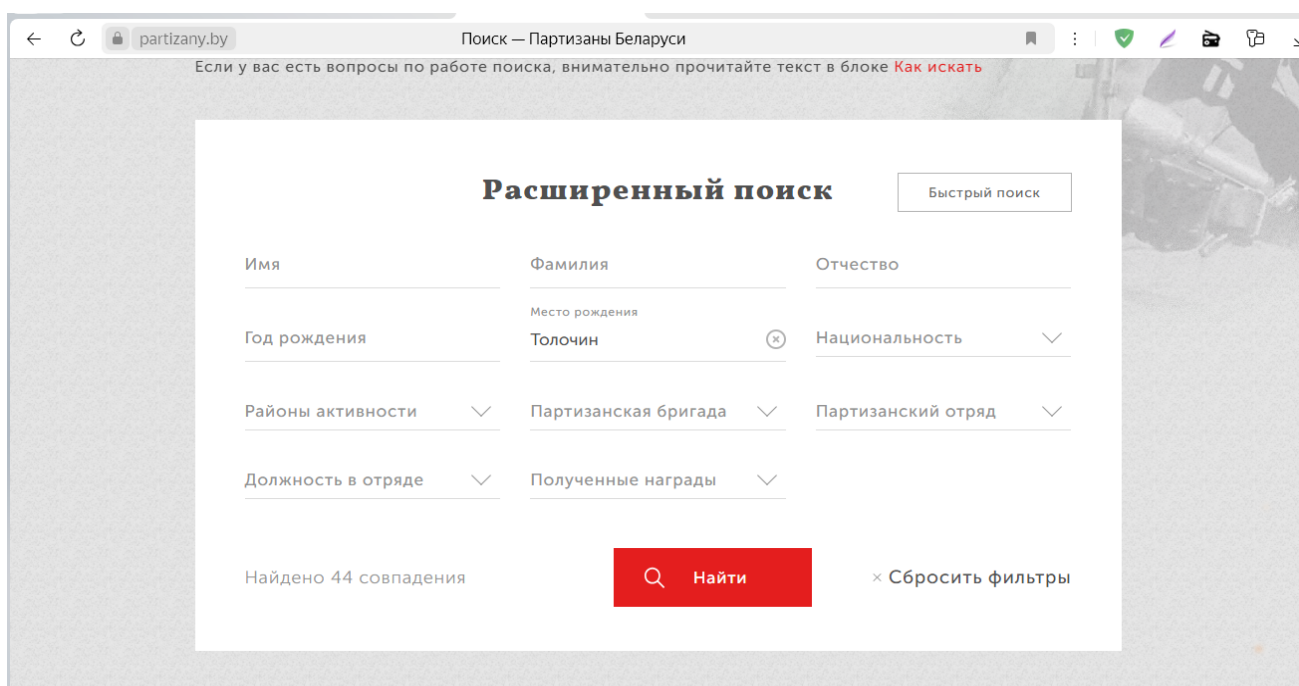 partizany.by Поиск — Партизаны Беларуси
Если у вас есть вопросы по работе поиска, внимательно прочитайте текст в блоке Как искать
Расширенный поиск
Быстрый поиск
Имя Фамилия Отчество
Место рождения
Год рождения Толочин Национальность
Районы активности Партизанская бригада Партизанский отряд
Должность в отряде Полученные награды
Найдено 44 совпадения Найти × Сбросить фильтры